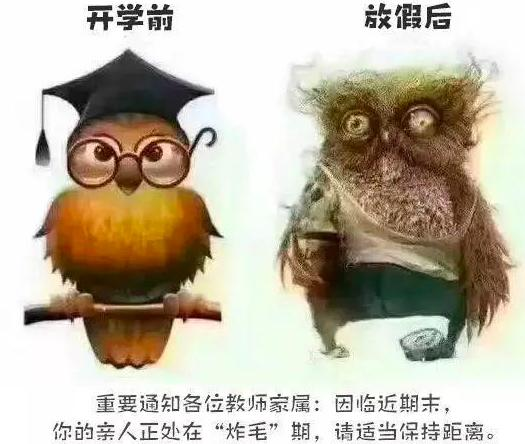 开学前
放假后
重要通知各位教师家属：因临近期末，
你的亲人正处在“炸毛”期，请适当保持距离。